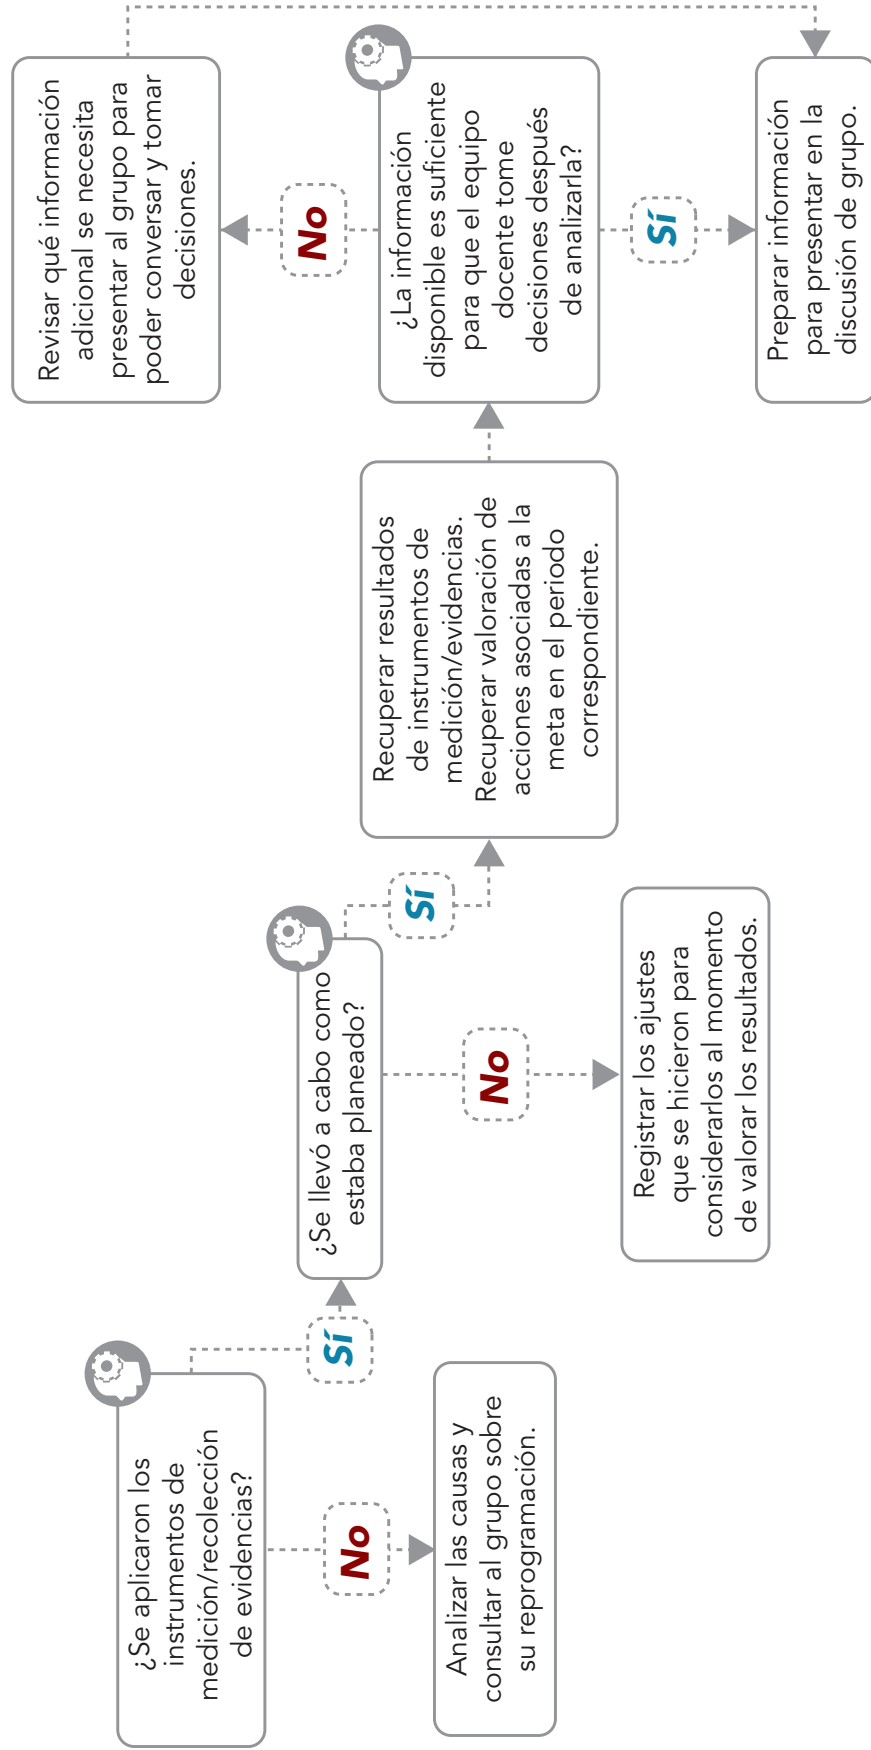 ¿Se aplicaron los
instrumentos de
medición/recolección
de evidencias?
No
Analizar las causas y
consultar al grupo sobre
su reprogramación.
Sí
¿Se llevó a cabo como
estaba planeado?
No
Registrar los ajustes
que se hicieron para
considerarlos al momento
de valorar los resultados.
Sí
Recuperar resultados
de instrumentos de
medición/evidencias.
Recuperar valoración de
acciones asociadas a la
meta en el periodo
correspondiente.
¿La información
disponible es suficiente
para que el equipo
docente tome
decisiones después
de analizarla?
No
Revisar qué información
adicional se necesita
presentar al grupo para
poder conversar y tomar
decisiones.
Sí
Preparar información
para presentar en la
discusión de grupo.